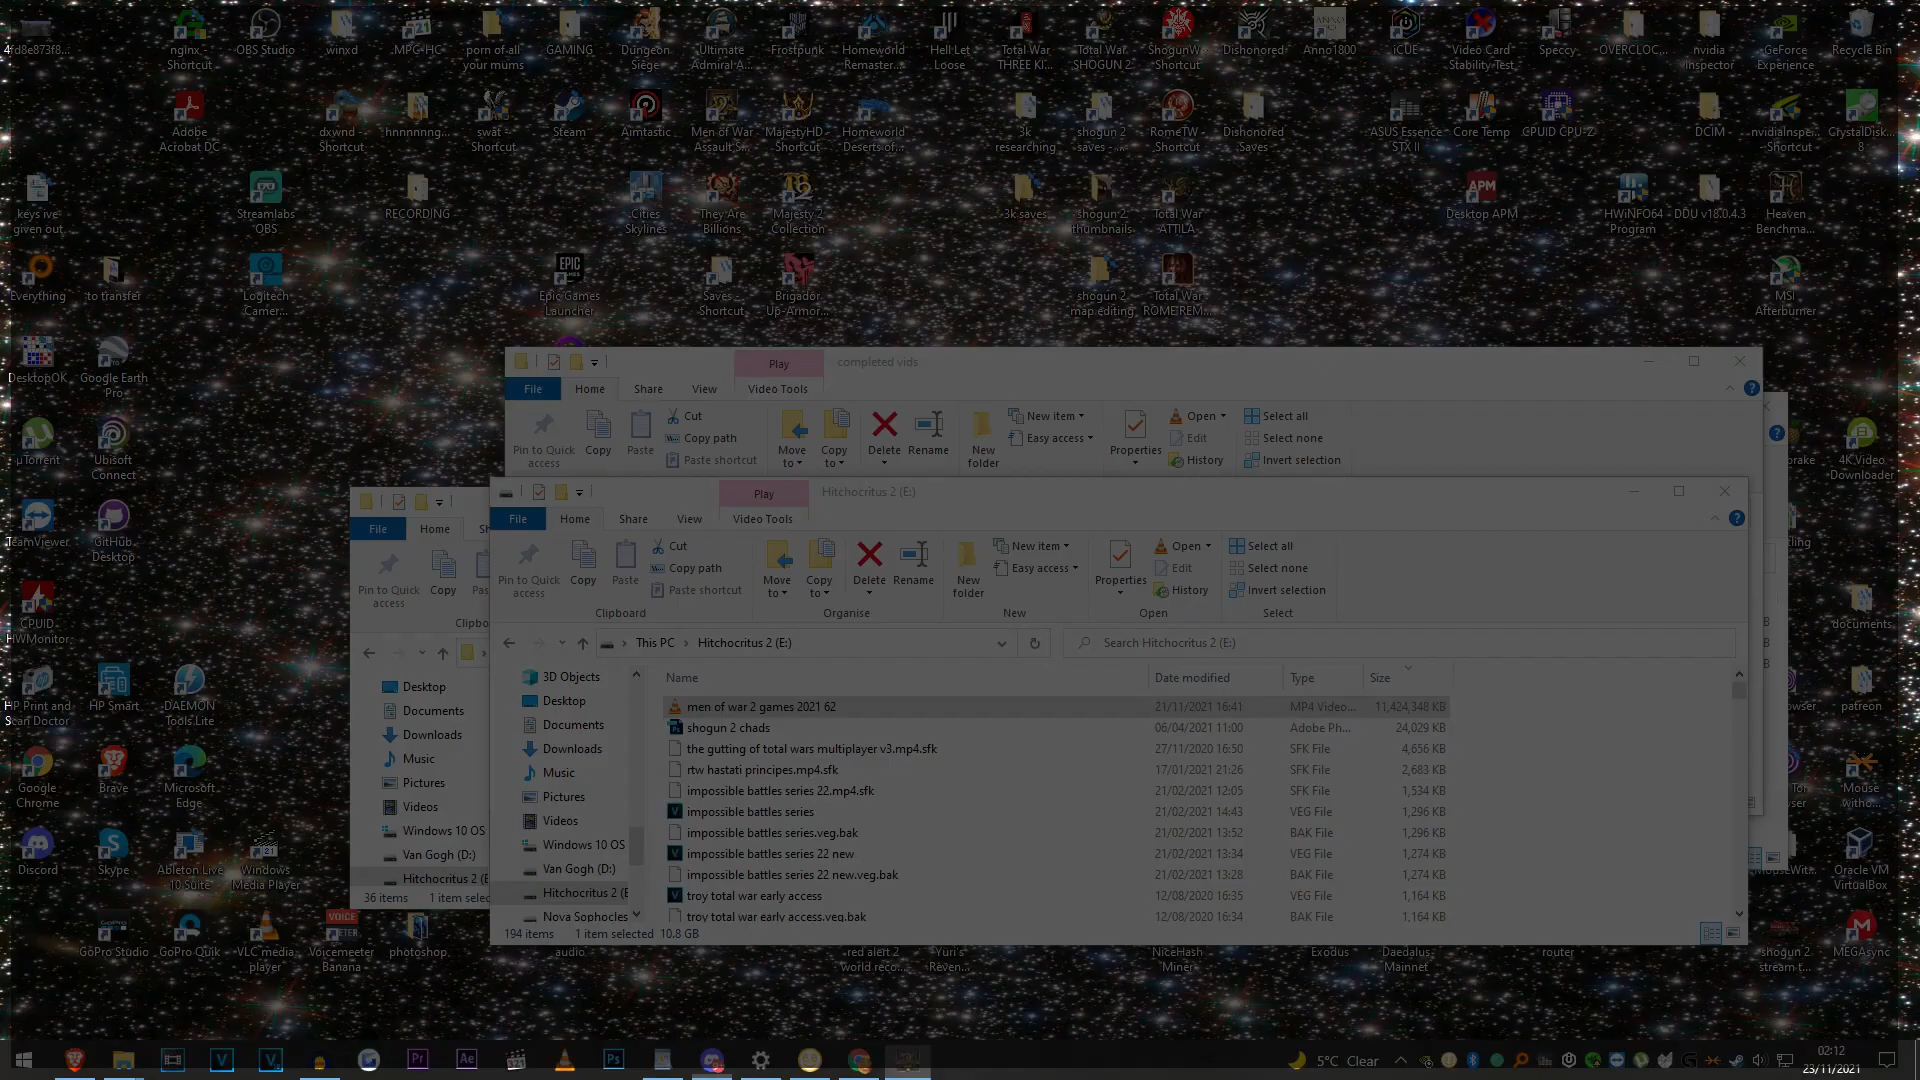 4fd8e873f8...
nginx -
Shortcut
OBS Studio
winxd
MPC-HC
porn of all
your mums
GAMING
Dungeon
Siege
Ultimate
Admiral A...
Frostpunk
Homeworld
Remaster...
Hell Let
Loose
Total War
THREE KI...
Total War
SHOGUN 2
ShogunW
Shortcut
Dishonored
Anno1800
iCUE
Video Card
Stability Test
Speccy
OVERCLOC...
nvidia
inspector
GeForce
Experience
Recycle Bin
Adobe
Acrobat DC
dxwnd -
Shortcut
hnnnnnng...
swat -
Shortcut
Steam
Aimtastic
Men of War
Assault S...
MajestyHD -
Shortcut
Homeworld
Deserts of...
3k
researching
shogun 2
saves - ...
RomeTW -
Shortcut
Dishonored
Saves
ASUS Essence
STX II
Core Temp
CPUID CPU-Z
DCIM
nvidiaInspe...
- Shortcut
CrystalDisk...
8
keys ive
given out
Streamlabs
OBS
RECORDING
Cities
Skylines
They Are
Billions
Majesty 2
Collection
3k saves
shogun 2
thumbnails
Total War
ATTILA
APM
Desktop APM
HWiNFO64
Program
DDU v18.0.4.3
Heaven
Benchma...
Everything
to transfer
Logitech
Camer...
EPIC
GAMES
Epic Games
Launcher
Saves -
Shortcut
Brigador
Up-Armor...
shogun 2
map editing
Total War
ROME REM...
MSI
Afterburner
DesktopOK
Google Earth
Pro
µTorrent
Ubisoft
Connect
TeamViewer
GitHub
Desktop
CPUID
HWMonitor
HP Print and
Scan Doctor
HP Smart
DAEMON
Tools Lite
Google
Chrome
Brave
Microsoft
Edge
Discord
Skype
Ableton Live
10 Suite
Windows
Media Player
GoPro Studio
GoPro Quik
VLC media
player
VOICE
MEETER
Voicemeeter
Banana
photoshop
audio
red alert 2
world reco...
Yuri's
Reven...
NiceHash
Miner
Exodus
Daedalus
Mainnet
router
shogun 2
stream t...
MEGAsync
4K Video
Downloader
documents
patreon
Mouse
witho...
Oracle VM
VirtualBox
Play
completed vids
File
Home
Share
View
Video Tools
Pin to Quick
access
Copy
Paste
Cut
Copy path
Paste shortcut
Move
to
Copy
to
Delete
Rename
New
folder
New item
Easy access
Properties
Open
Edit
History
Select all
Select none
Invert selection
File
Home
Pin to Quick
access
Copy
Desktop
Documents
Downloads
Music
Pictures
Videos
Windows 10 OS
Van Gogh (D:)
Hitchocritus 2 (E
36 items
1 item selec
Play
Hitchocritus 2 (E:)
File
Home
Share
View
Video Tools
Pin to Quick
access
Copy
Paste
Cut
Copy path
Paste shortcut
Clipboard
Move
to
Copy
to
Delete
Rename
Organise
New
folder
New item
Easy access
New
Properties
Open
Edit
History
Open
Select all
Select none
Invert selection
Select
This PC
Hitchocritus 2 (E:)
Search Hitchocritus 2 (E:)
3D Objects
Desktop
Documents
Downloads
Music
Pictures
Videos
Windows 10 OS
Van Gogh (D:)
Hitchocritus 2 (E
Nova Sophocles
Name Date modified Type Size
men of war 2 games 2021 62 21/11/2021 16:41 MP4 Video... 11,424,348 KB
shogun 2 chads 06/04/2021 11:00 Adobe Ph... 24,029 KB
the gutting of total wars multiplayer v3.mp4.sfk 27/11/2020 16:50 SFK File 4,656 KB
rtw hastati principes.mp4.sfk 17/01/2021 21:26 SFK File 2,683 KB
impossible battles series 22.mp4.sfk 21/02/2021 12:05 SFK File 1,534 KB
impossible battles series 21/02/2021 14:43 VEG File 1,296 KB
impossible battles series.veg.bak 21/02/2021 13:52 BAK File 1,296 KB
impossible battles series 22 new 21/02/2021 13:34 VEG File 1,274 KB
impossible battles series 22 new.veg.bak 21/02/2021 13:28 BAK File 1,274 KB
troy total war early access 12/08/2020 16:35 VEG File 1,164 KB
troy total war early access.veg.bak 12/08/2020 16:34 BAK File 1,164 KB
194 items
1 item selected
10.8 GB
5°C Clear
02:12
23/11/2021